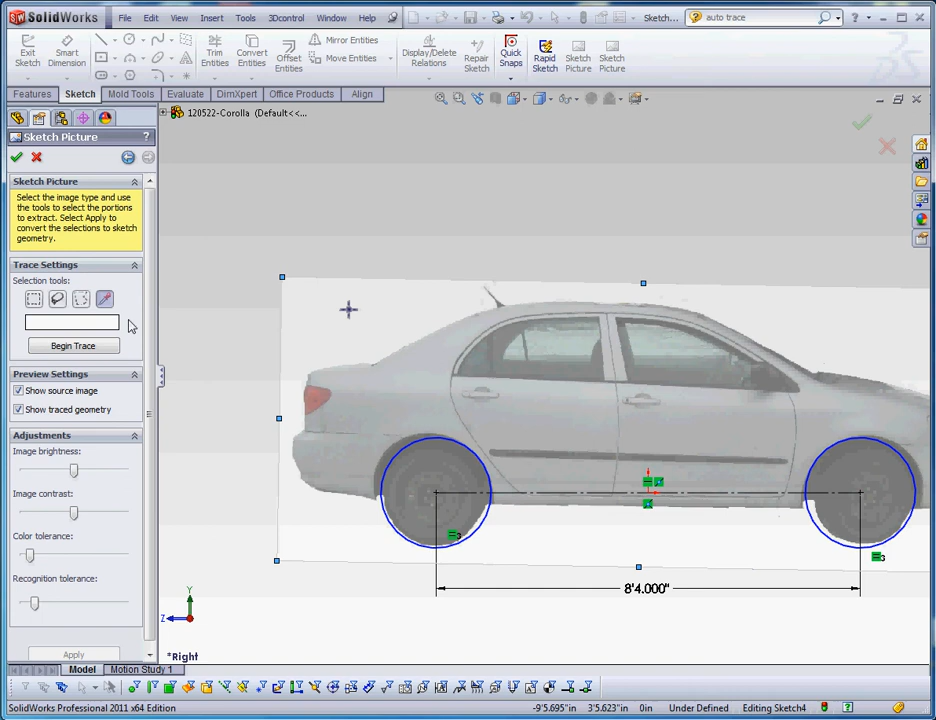 SolidWorks
File Edit View Insert Tools 3Dcontrol Window Help
Sketch...
auto trace
Exit Sketch
Smart Dimension
Trim Entities
Convert Entities
Offset Entities
Mirror Entities
Move Entities
Display/Delete Relations
Repair Sketch
Quick Snaps
Rapid Sketch
Sketch Picture
Sketch Picture
Features Sketch Mold Tools Evaluate DimXpert Office Products Align
120522-Corolla (Default<<...
Sketch Picture ?
Sketch Picture
Select the image type and use
the tools to select the portions
to extract. Select Apply to
convert the selections to sketch
geometry.
Trace Settings
Selection tools:
Begin Trace
Preview Settings
Show source image
Show traced geometry
Adjustments
Image brightness:
Image contrast:
Color tolerance:
Recognition tolerance:
Apply
3
3
8'4.000"
Y
Z
*Right
Model Motion Study 1
SolidWorks Professional 2011 x64 Edition
-9'5.695" 3'5.623" 0in Under Defined Editing Sketch4